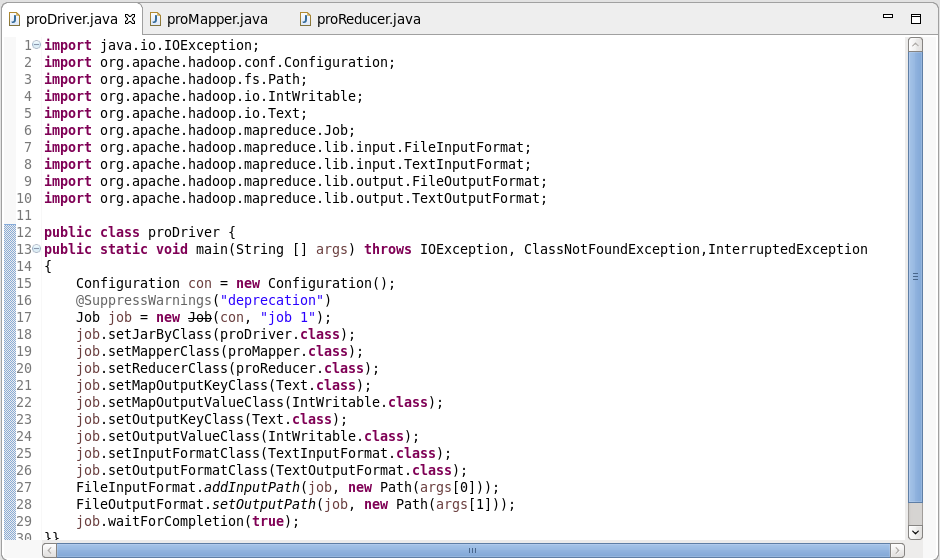 proDriver.java proMapper.java proReducer.java
1 import java.io.IOException;
2 import org.apache.hadoop.conf.Configuration;
3 import org.apache.hadoop.fs.Path;
4 import org.apache.hadoop.io.IntWritable;
5 import org.apache.hadoop.io.Text;
6 import org.apache.hadoop.mapreduce.Job;
7 import org.apache.hadoop.mapreduce.lib.input.FileInputFormat;
8 import org.apache.hadoop.mapreduce.lib.input.TextInputFormat;
9 import org.apache.hadoop.mapreduce.lib.output.FileOutputFormat;
10 import org.apache.hadoop.mapreduce.lib.output.TextOutputFormat;
11
12 public class proDriver {
13 public static void main(String [] args) throws IOException, ClassNotFoundException,InterruptedException
14 {
15     Configuration con = new Configuration();
16     @SuppressWarnings("deprecation")
17     Job job = new Job(con, "job 1");
18     job.setJarByClass(proDriver.class);
19     job.setMapperClass(proMapper.class);
20     job.setReducerClass(proReducer.class);
21     job.setMapOutputKeyClass(Text.class);
22     job.setMapOutputValueClass(IntWritable.class);
23     job.setOutputKeyClass(Text.class);
24     job.setOutputValueClass(IntWritable.class);
25     job.setInputFormatClass(TextInputFormat.class);
26     job.setOutputFormatClass(TextOutputFormat.class);
27     FileInputFormat.addInputPath(job, new Path(args[0]));
28     FileOutputFormat.setOutputPath(job, new Path(args[1]));
29     job.waitForCompletion(true);
30 }}